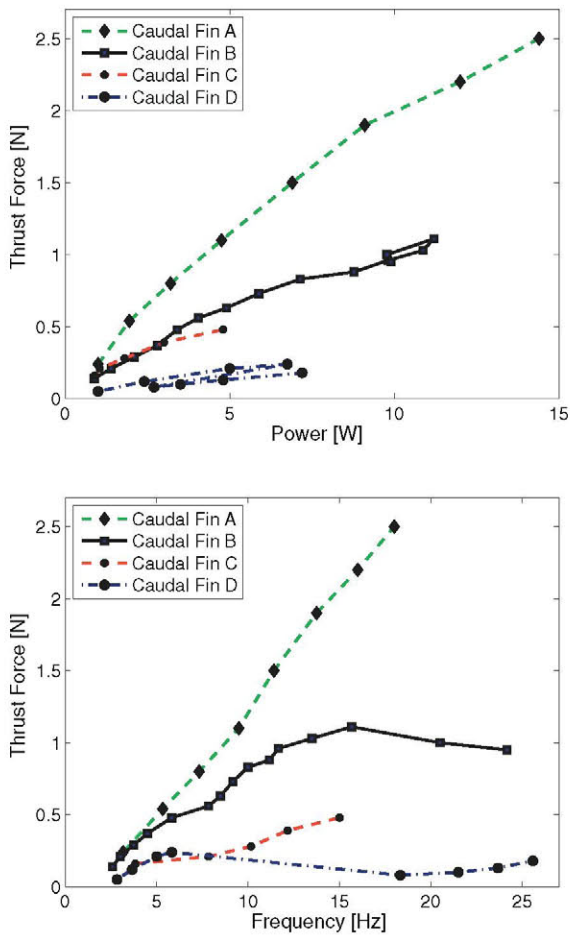 2.5
2
1.5
1
0.5
0
Thrust Force [N]
Caudal Fin A
Caudal Fin B
Caudal Fin C
Caudal Fin D
0 5 10 15
Power [W]
2.5
2
1.5
1
0.5
0
Thrust Force [N]
Caudal Fin A
Caudal Fin B
Caudal Fin C
Caudal Fin D
0 5 10 15 20 25
Frequency [Hz]